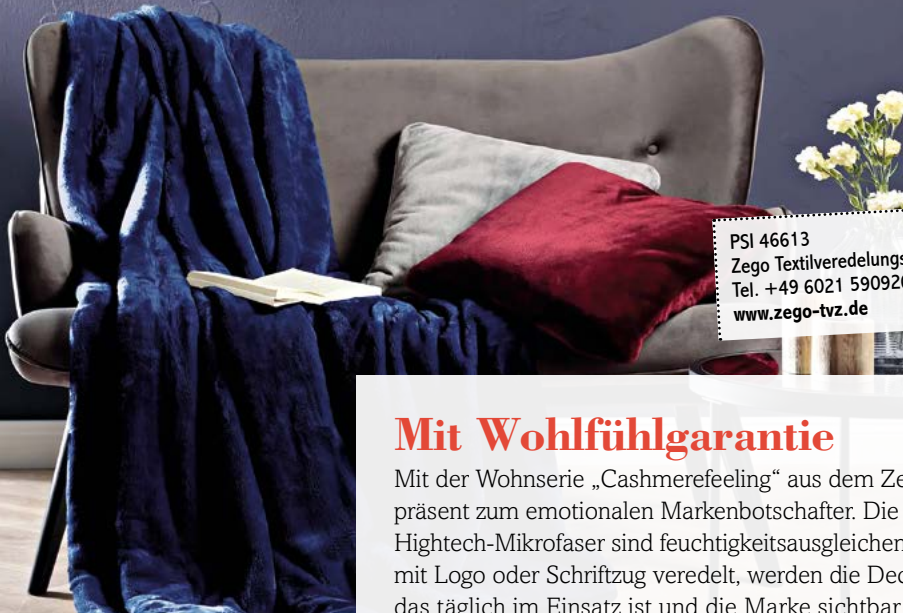 PSI 46613
Zego Textilveredelungs
Tel. +49 6021 590920
www.zego-tvz.de
Mit Wohlfühlgarantie
Mit der Wohnserie „Cashmerefeeling“ aus dem Ze
präsent zum emotionalen Markenbotschafter. Die
Hightech-Mikrofaser sind feuchtigkeitsausgleichen
mit Logo oder Schriftzug veredelt, werden die Dec
das täglich im Einsatz ist und die Marke sichtbar